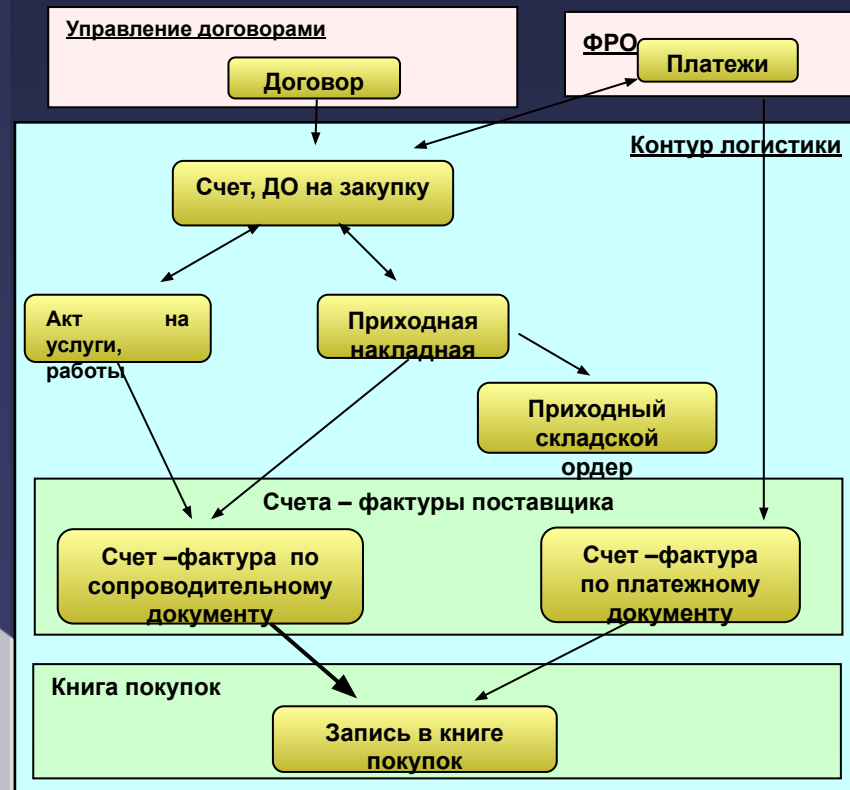 Управление договорами
Договор
ФРО
Платежи
Контур логистики
Счет, ДО на закупку
Акт на
услуги,
работы
Приходная
накладная
Приходный
складской
ордер
Счета – фактуры поставщика
Счет –фактура по
сопроводительному
документу
Счет –фактура
по платежному
документу
Книга покупок
Запись в книге
покупок